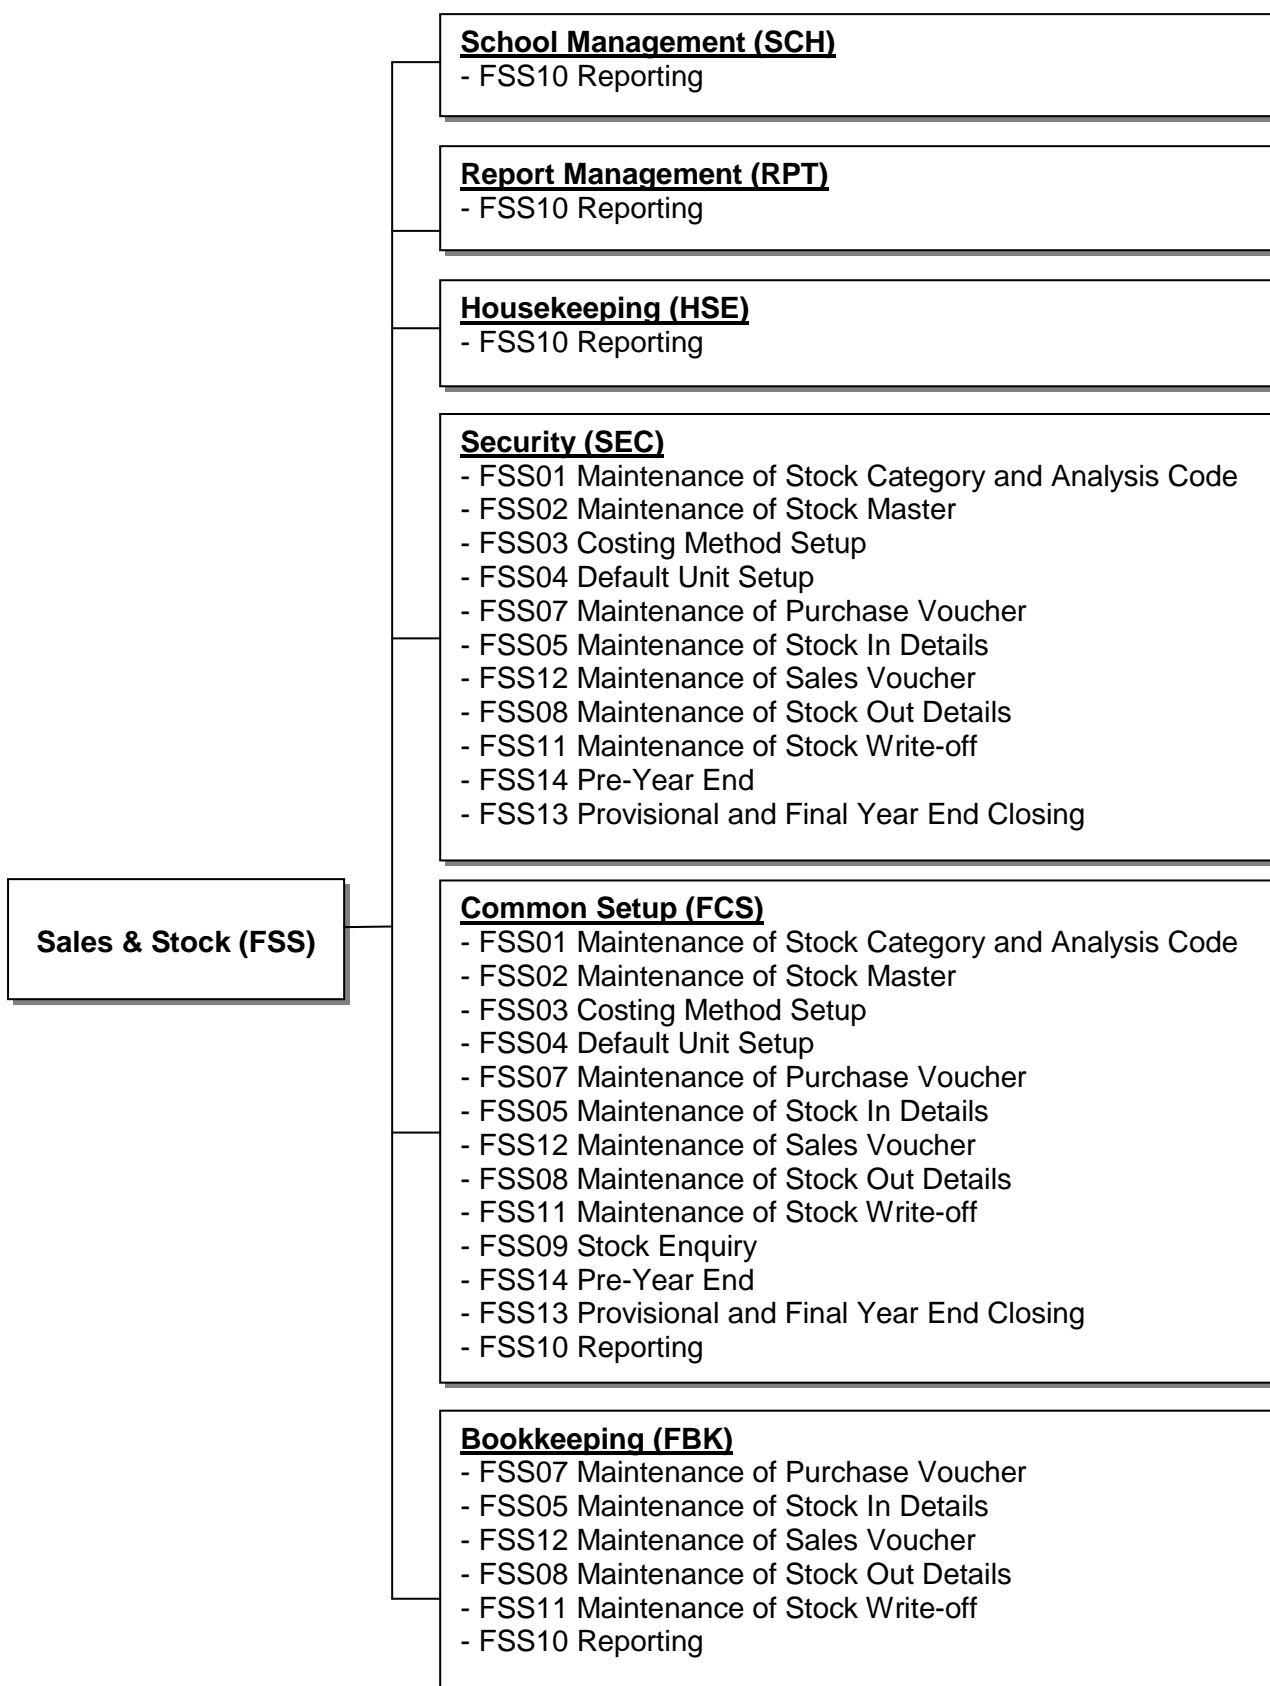 School Management (SCH)
- FSS10 Reporting
Report Management (RPT)
- FSS10 Reporting
Housekeeping (HSE)
- FSS10 Reporting
Security (SEC)
- FSS01 Maintenance of Stock Category and Analysis Code
- FSS02 Maintenance of Stock Master
- FSS03 Costing Method Setup
- FSS04 Default Unit Setup
- FSS07 Maintenance of Purchase Voucher
- FSS05 Maintenance of Stock In Details
- FSS12 Maintenance of Sales Voucher
- FSS08 Maintenance of Stock Out Details
- FSS11 Maintenance of Stock Write-off
- FSS14 Pre-Year End
- FSS13 Provisional and Final Year End Closing
Sales & Stock (FSS)
Common Setup (FCS)
- FSS01 Maintenance of Stock Category and Analysis Code
- FSS02 Maintenance of Stock Master
- FSS03 Costing Method Setup
- FSS04 Default Unit Setup
- FSS07 Maintenance of Purchase Voucher
- FSS05 Maintenance of Stock In Details
- FSS12 Maintenance of Sales Voucher
- FSS08 Maintenance of Stock Out Details
- FSS11 Maintenance of Stock Write-off
- FSS09 Stock Enquiry
- FSS14 Pre-Year End
- FSS13 Provisional and Final Year End Closing
- FSS10 Reporting
Bookkeeping (FBK)
- FSS07 Maintenance of Purchase Voucher
- FSS05 Maintenance of Stock In Details
- FSS12 Maintenance of Sales Voucher
- FSS08 Maintenance of Stock Out Details
- FSS11 Maintenance of Stock Write-off
- FSS10 Reporting